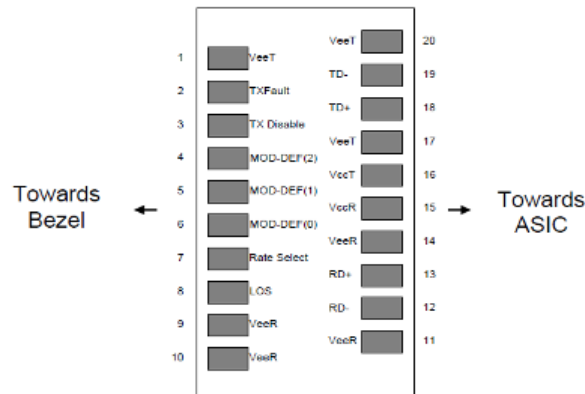 VeeT 20
1 VeeT
TD- 19
2 TXFault
TD+ 18
3 TX Disable
VeeT 17
4 MOD-DEF(2)
VccT 16
5 MOD-DEF(1)
Towards Bezel
VccR 15
Towards ASIC
6 MOD-DEF(0)
VeeR 14
7 Rate Select
RD+ 13
8 LOS
RD- 12
9 VeeR
VeeR 11
10 VeeR